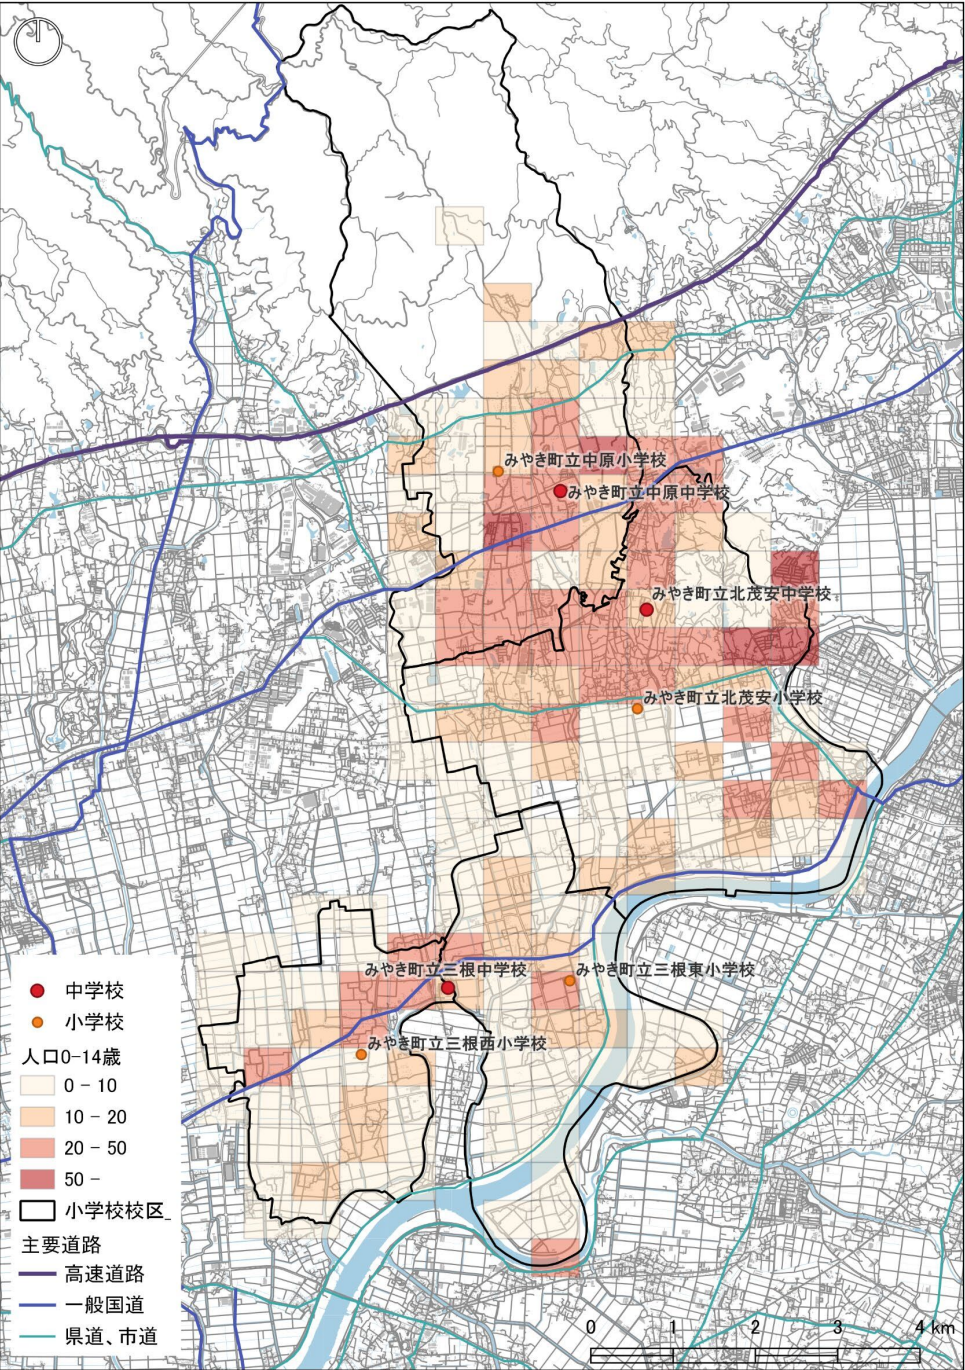 みやき町立中原小学校
みやき町立中原中学校
みやき町立北茂安中学校
みやき町立北茂安小学校
みやき町立三根中学校
みやき町立三根東小学校
みやき町立三根西小学校
中学校
小学校
人口0-14歳
0 - 10
10 - 20
20 - 50
50 -
小学校校区_
主要道路
高速道路
一般国道
県道、市道
0 1 2 3 4 km